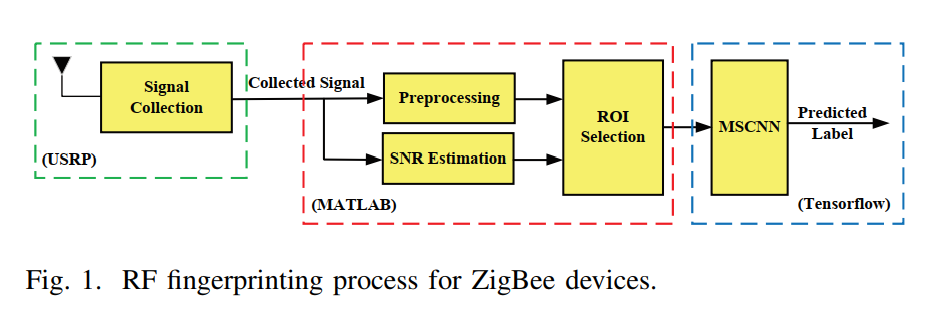 Signal
Collection
(USRP)
Collected Signal
Preprocessing
SNR Estimation
(MATLAB)
ROI
Selection
MSCNN
Predicted
Label
(Tensorflow)
Fig. 1. RF fingerprinting process for ZigBee devices.